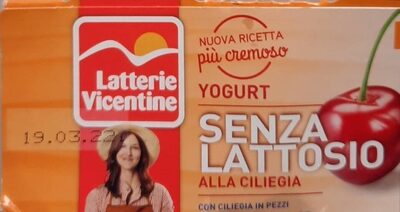 Latterie
Vicentine
19.03.22
NUOVA RICETTA
più cremoso
YOGURT
SENZA
LATTOSIO
ALLA CILIEGIA
CON CILIEGIA IN PEZZI